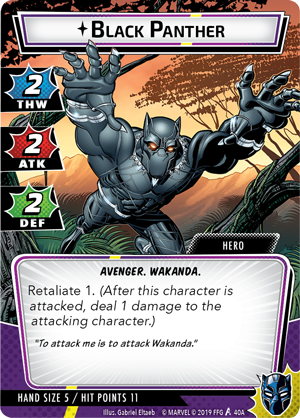 BLACK PANTHER
2
THW
2
ATK
2
DEF
HERO
AVENGER. WAKANDA.
Retaliate 1. (After this character is
attacked, deal 1 damage to the
attacking character.)
"To attack me is to attack Wakanda."
HAND SIZE 5 / HIT POINTS 11
Illus. Gabriel Eltaeb © MARVEL © 2019 FFG 40A